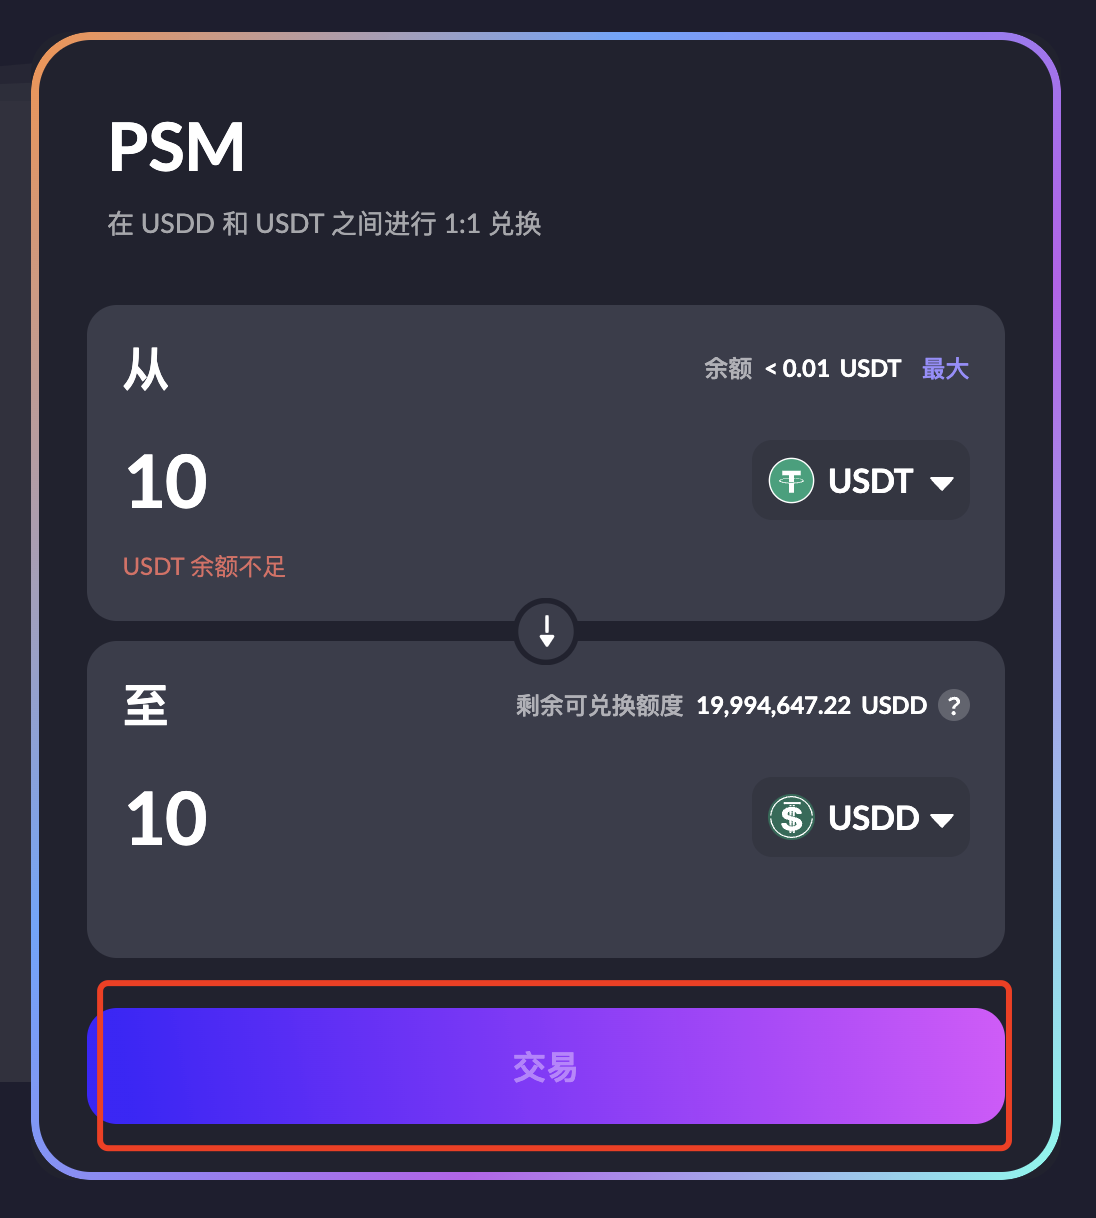 PSM
在 USDD 和 USDT 之间进行 1:1 兑换
从
余额 < 0.01 USDT 最大
10
USDT
USDT 余额不足
至
剩余可兑换额度 19,994,647.22 USDD ?
10
USDD
交易